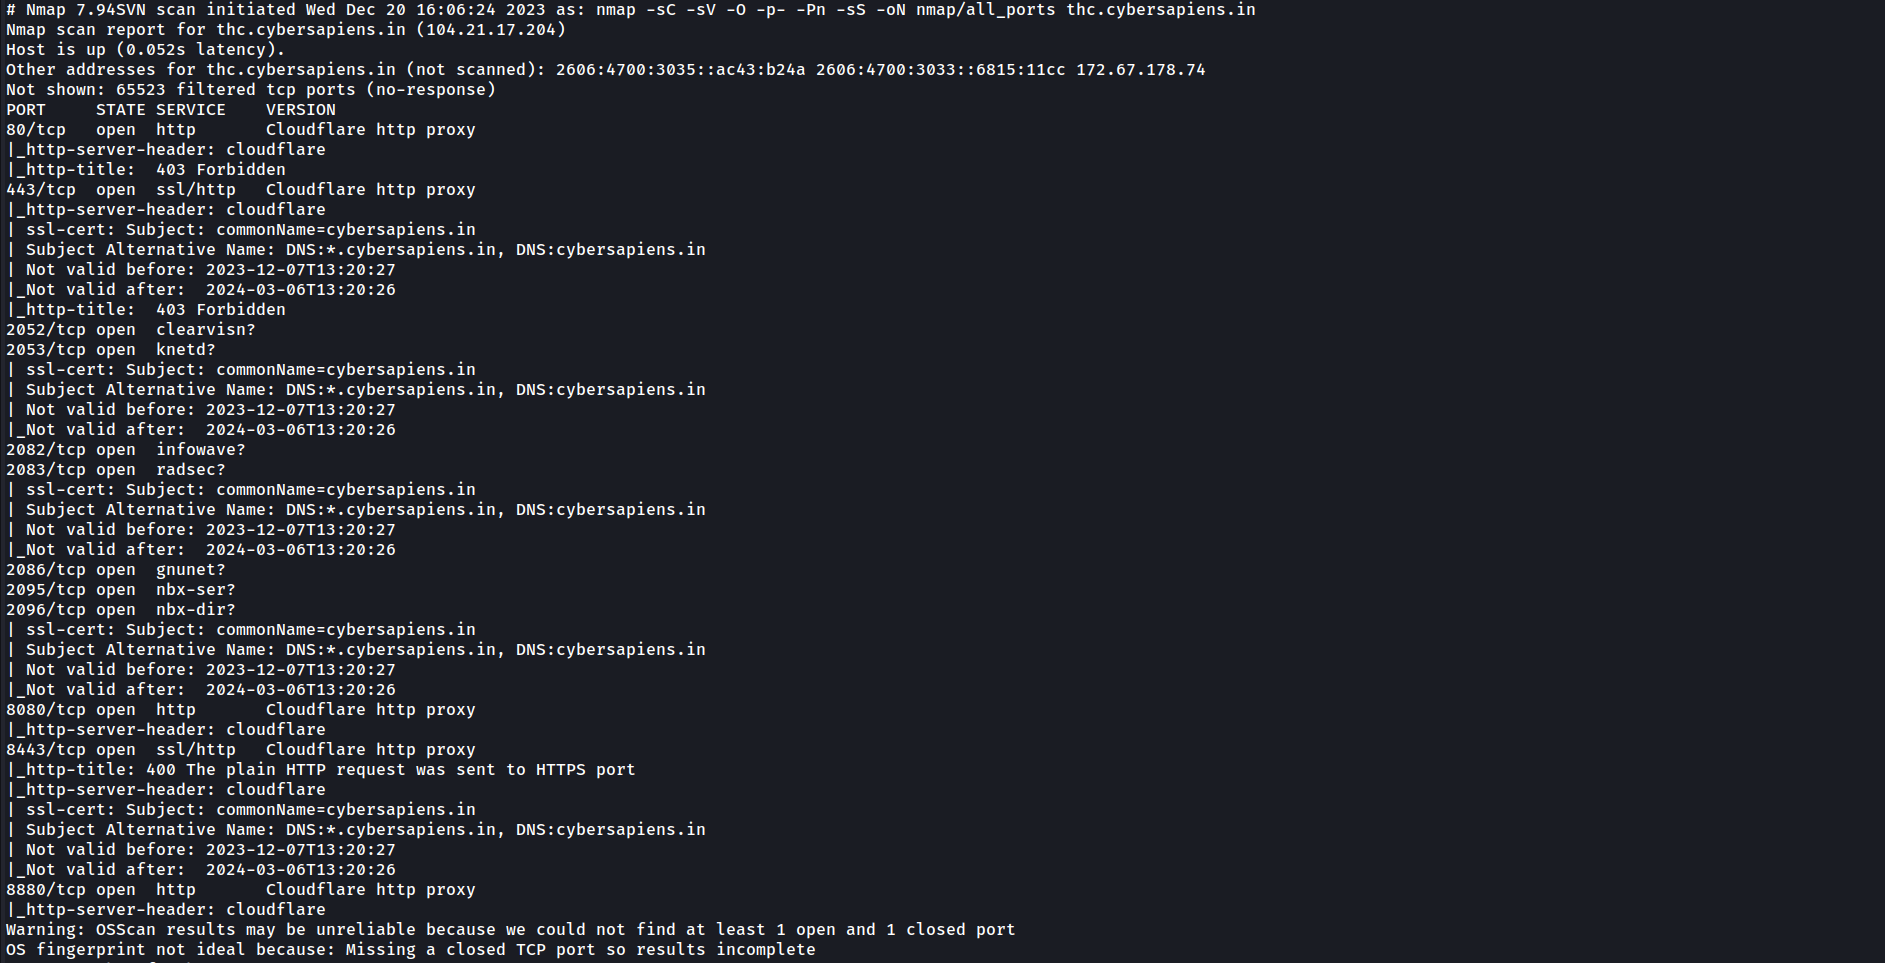 # Nmap 7.94SVN scan initiated Wed Dec 20 16:06:24 2023 as: nmap -sC -sV -O -p- -Pn -sS -oN nmap/all_ports thc.cybersapiens.in
Nmap scan report for thc.cybersapiens.in (104.21.17.204)
Host is up (0.052s latency).
Other addresses for thc.cybersapiens.in (not scanned): 2606:4700:3035::ac43:b24a 2606:4700:3033::6815:11cc 172.67.178.74
Not shown: 65523 filtered tcp ports (no-response)
PORT     STATE SERVICE    VERSION
80/tcp   open  http       Cloudflare http proxy
|_http-server-header: cloudflare
|_http-title:  403 Forbidden
443/tcp  open  ssl/http   Cloudflare http proxy
|_http-server-header: cloudflare
| ssl-cert: Subject: commonName=cybersapiens.in
| Subject Alternative Name: DNS:*.cybersapiens.in, DNS:cybersapiens.in
| Not valid before: 2023-12-07T13:20:27
|_Not valid after:  2024-03-06T13:20:26
|_http-title:  403 Forbidden
2052/tcp open  clearvisn?
2053/tcp open  knetd?
| ssl-cert: Subject: commonName=cybersapiens.in
| Subject Alternative Name: DNS:*.cybersapiens.in, DNS:cybersapiens.in
| Not valid before: 2023-12-07T13:20:27
|_Not valid after:  2024-03-06T13:20:26
2082/tcp open  infowave?
2083/tcp open  radsec?
| ssl-cert: Subject: commonName=cybersapiens.in
| Subject Alternative Name: DNS:*.cybersapiens.in, DNS:cybersapiens.in
| Not valid before: 2023-12-07T13:20:27
|_Not valid after:  2024-03-06T13:20:26
2086/tcp open  gnunet?
2095/tcp open  nbx-ser?
2096/tcp open  nbx-dir?
| ssl-cert: Subject: commonName=cybersapiens.in
| Subject Alternative Name: DNS:*.cybersapiens.in, DNS:cybersapiens.in
| Not valid before: 2023-12-07T13:20:27
|_Not valid after:  2024-03-06T13:20:26
8080/tcp open  http       Cloudflare http proxy
|_http-server-header: cloudflare
8443/tcp open  ssl/http   Cloudflare http proxy
|_http-title: 400 The plain HTTP request was sent to HTTPS port
|_http-server-header: cloudflare
| ssl-cert: Subject: commonName=cybersapiens.in
| Subject Alternative Name: DNS:*.cybersapiens.in, DNS:cybersapiens.in
| Not valid before: 2023-12-07T13:20:27
|_Not valid after:  2024-03-06T13:20:26
8880/tcp open  http       Cloudflare http proxy
|_http-server-header: cloudflare
Warning: OSScan results may be unreliable because we could not find at least 1 open and 1 closed port
OS fingerprint not ideal because: Missing a closed TCP port so results incomplete